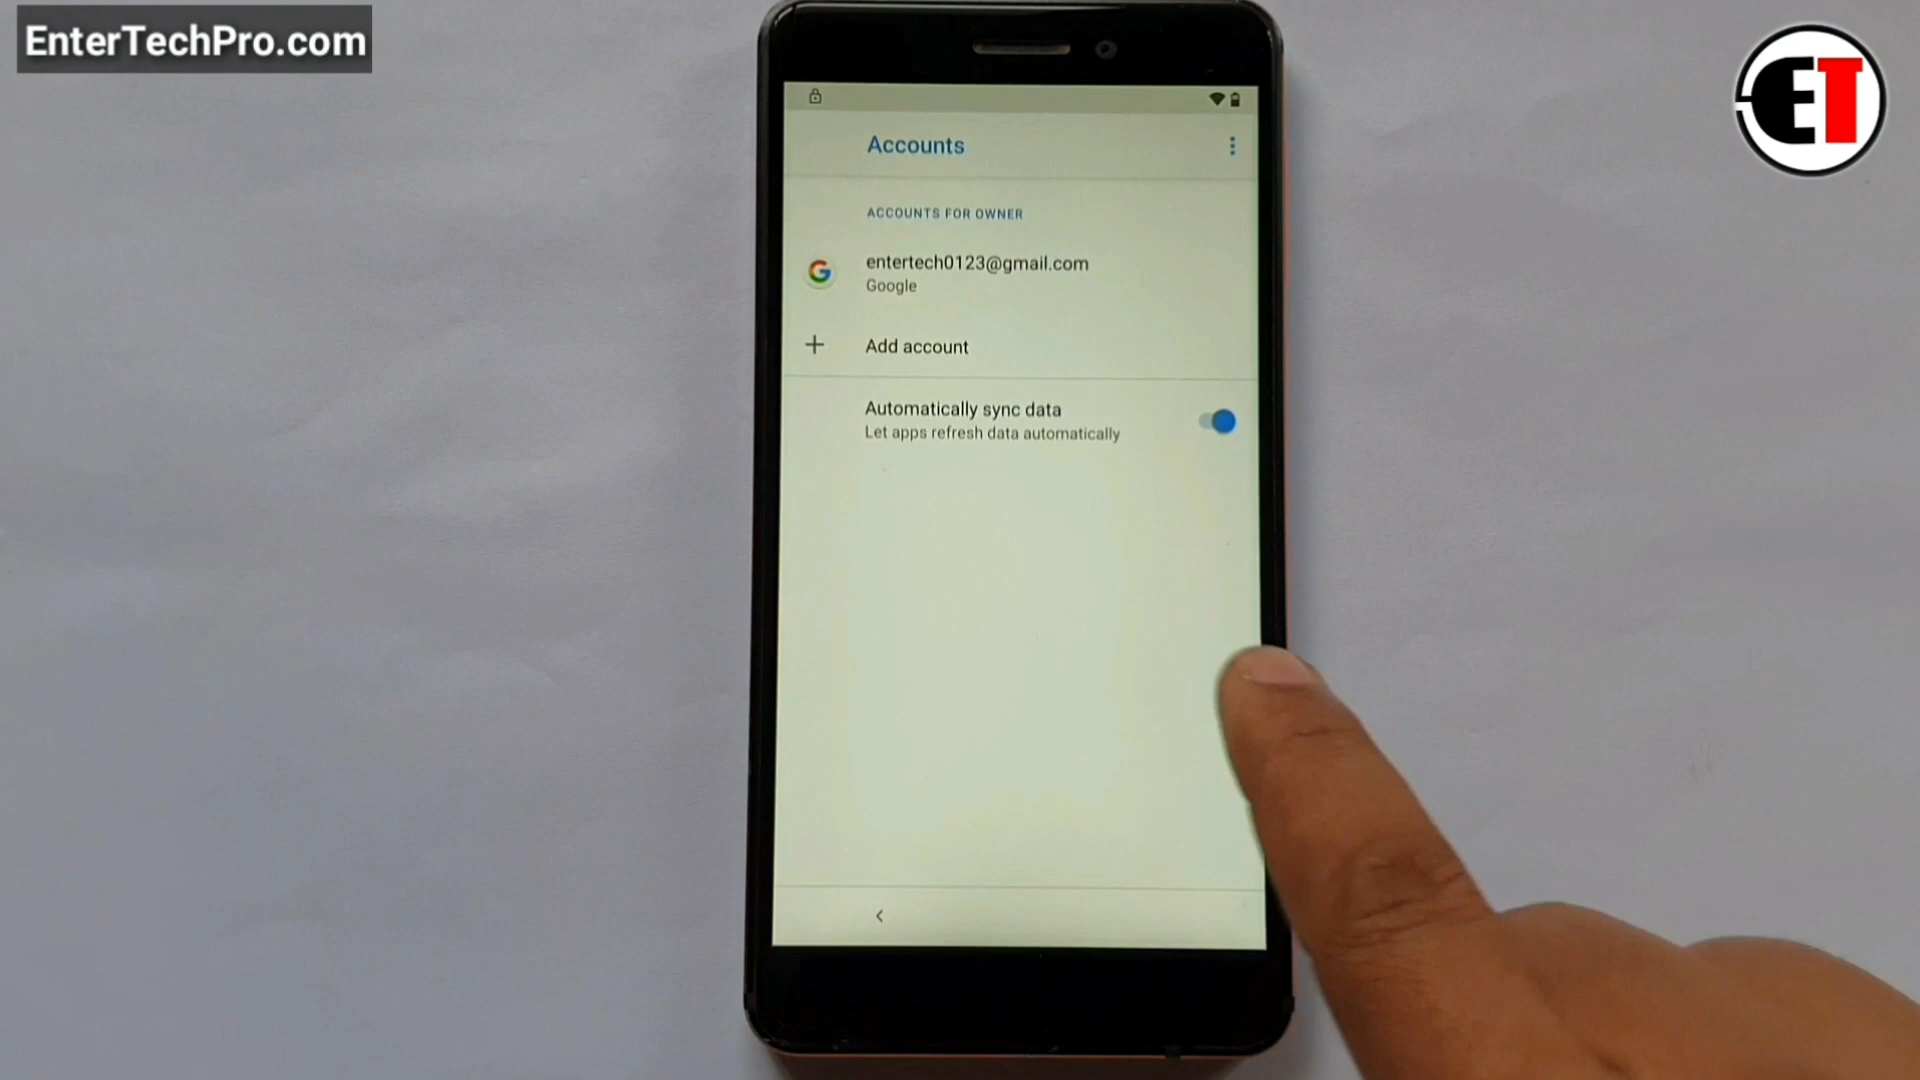 EnterTechPro.com
ET
Accounts
ACCOUNTS FOR OWNER
entertech0123@gmail.com
Google
Add account
Automatically sync data
Let apps refresh data automatically